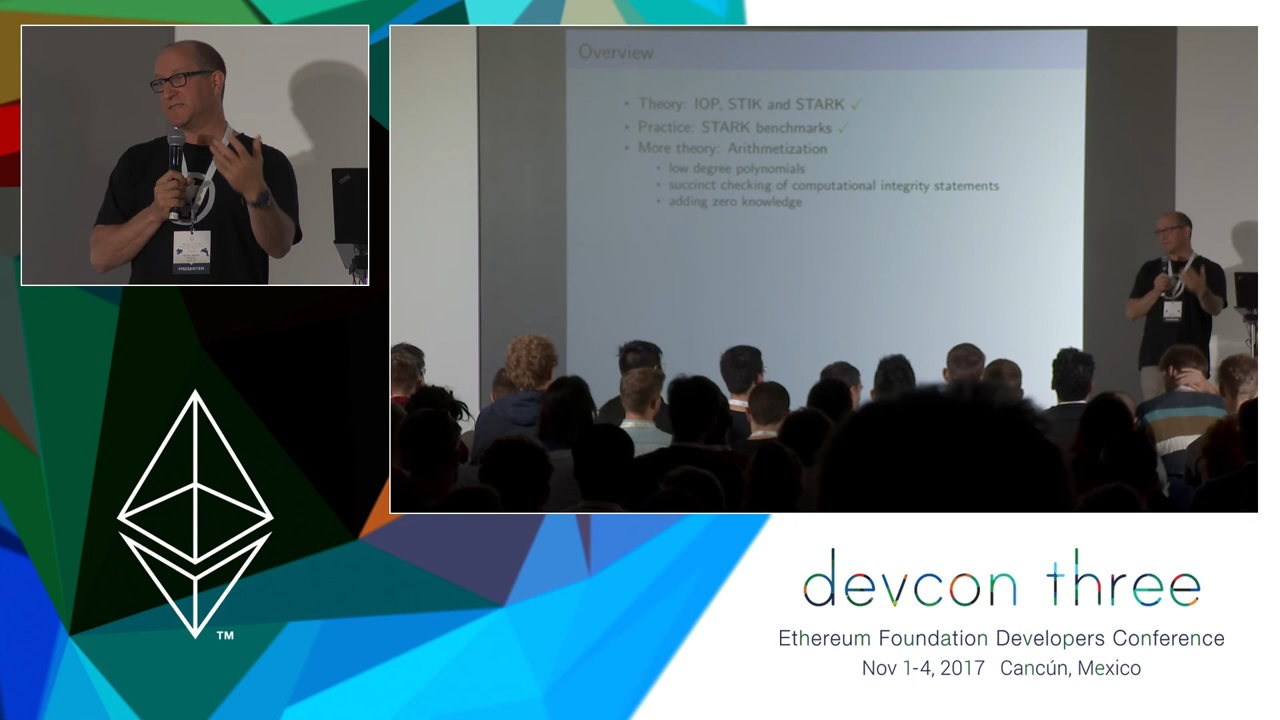 Overview
• Theory: IOP, STIK and STARK ✓
• Practice: STARK benchmarks ✓
• More theory: Arithmetization
• low degree polynomials
• succinct checking of computational integrity statements
• adding zero knowledge
PRESENTER
TM
devcon three
Ethereum Foundation Developers Conference
Nov 1-4, 2017 Cancún, Mexico